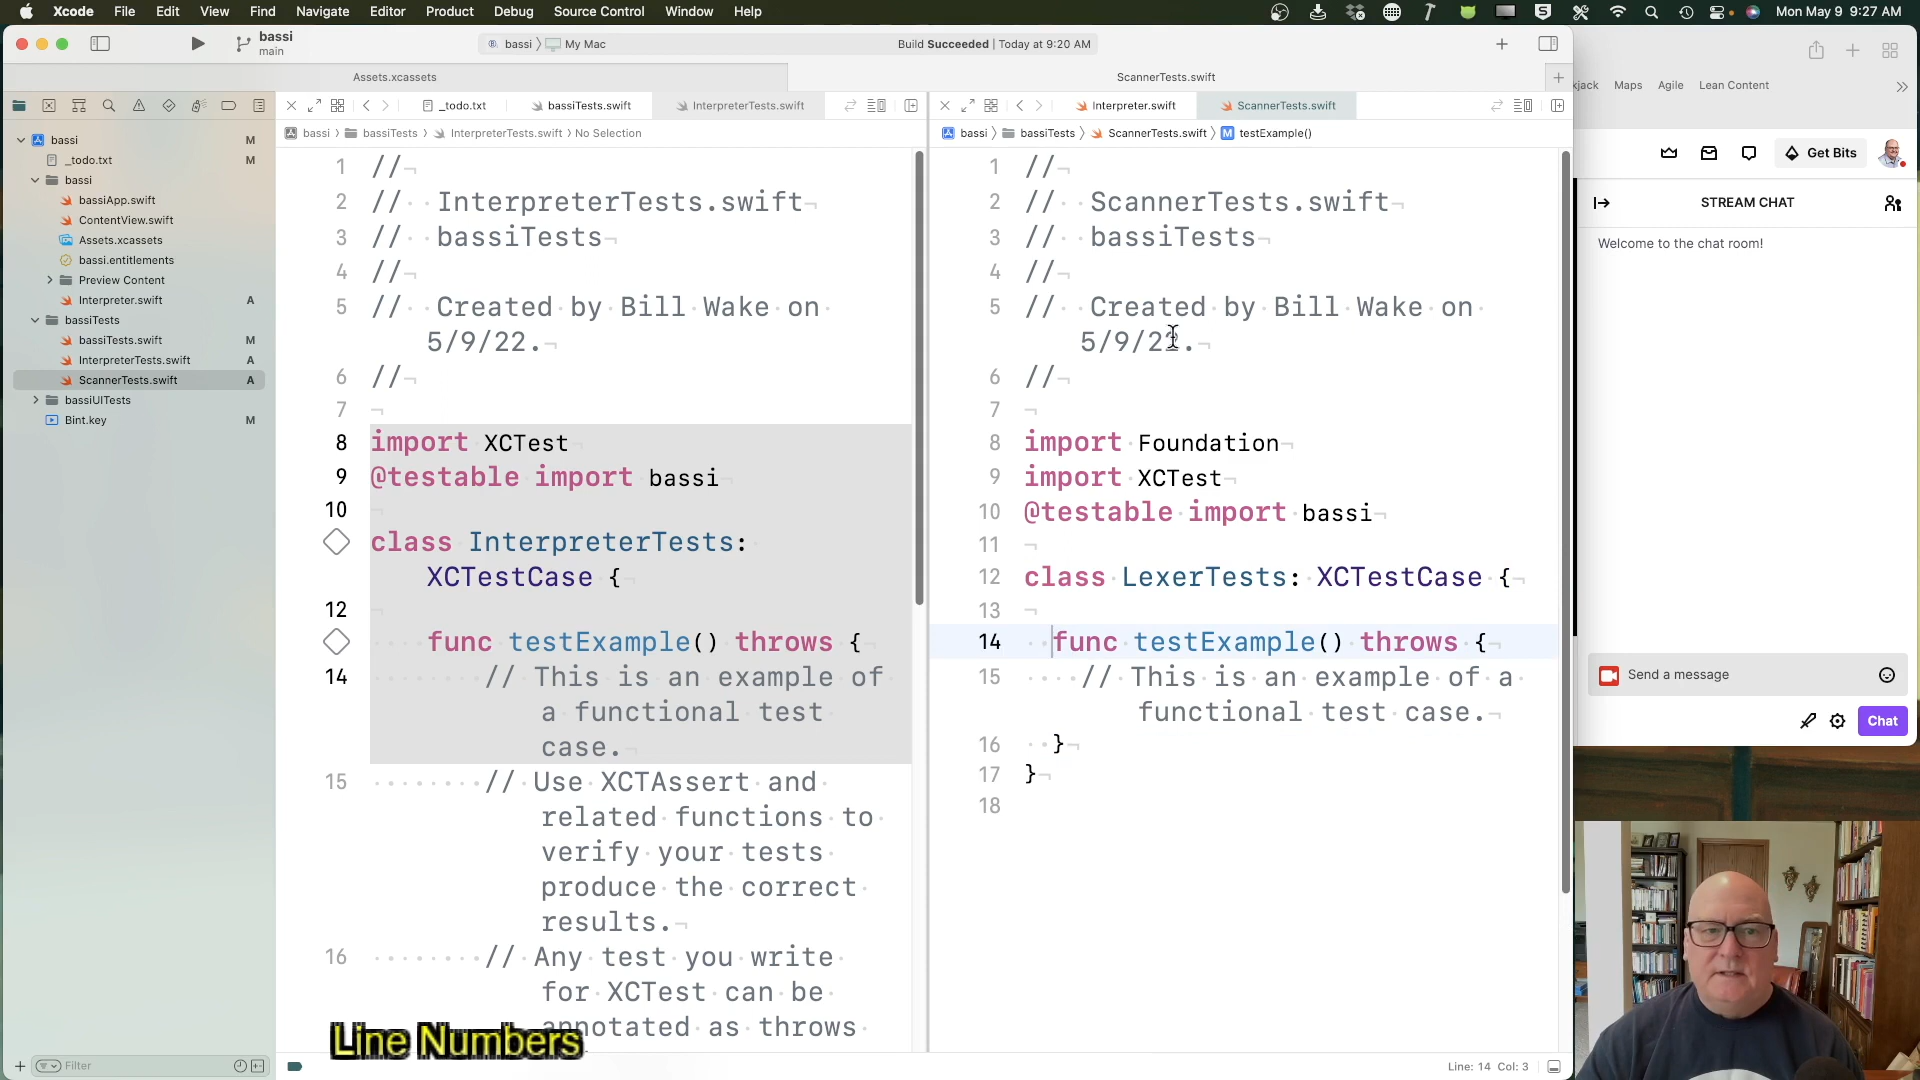 Xcode File Edit View Find Navigate Editor Product Debug Source Control Window Help Mon May 9 9:27 AM
bassi
main
bassi My Mac
Build Succeeded | Today at 9:20 AM
Assets.xcassets
ScannerTests.swift
_todo.txt
bassiTests.swift
InterpreterTests.swift
Interpreter.swift
ScannerTests.swift
bassi bassiTests InterpreterTests.swift No Selection
bassi bassiTests ScannerTests.swift M testExample()
bassi M
_todo.txt M
bassi
bassiApp.swift
ContentView.swift
Assets.xcassets
bassi.entitlements
Preview Content
Interpreter.swift A
bassiTests
bassiTests.swift M
InterpreterTests.swift A
ScannerTests.swift A
bassiUITests
Bint.key M
Filter
1 //
2 // InterpreterTests.swift
3 // bassiTests
4 //
5 // Created by Bill Wake on
5/9/22.
6 //
7
8 import XCTest
9 @testable import bassi
10
class InterpreterTests:
XCTestCase {
12
func testExample() throws {
14 // This is an example of
a functional test
case.
15 // Use XCTAssert and
related functions to
verify your tests
produce the correct
results.
16 // Any test you write
for XCTest can be
annotated as throws
Line Numbers
1 //
2 // ScannerTests.swift
3 // bassiTests
4 //
5 // Created by Bill Wake on
5/9/22.
6 //
7
8 import Foundation
9 import XCTest
10 @testable import bassi
11
12 class LexerTests: XCTestCase {
13
14 func testExample() throws {
15 // This is an example of a
functional test case.
16 }
17 }
18
Line: 14 Col: 3
Maps Agile Lean Content
Get Bits
STREAM CHAT
Welcome to the chat room!
Send a message
Chat